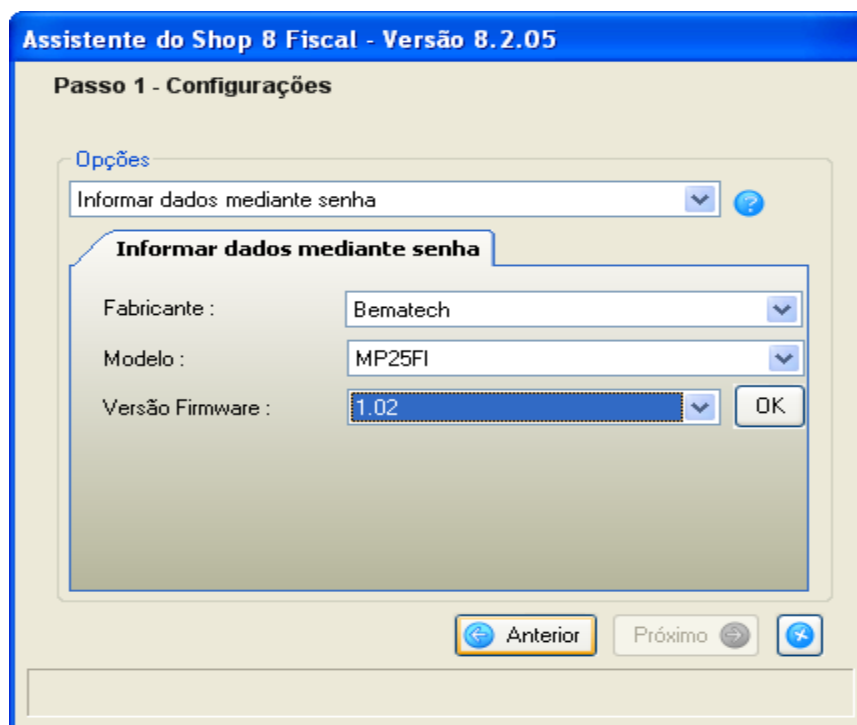 Assistente do Shop 8 Fiscal - Versão 8.2.05
Passo 1 - Configurações
Opções
Informar dados mediante senha
?
Informar dados mediante senha
Fabricante : Bematech
Modelo : MP25FI
Versão Firmware : 1.02 OK
Anterior Próximo